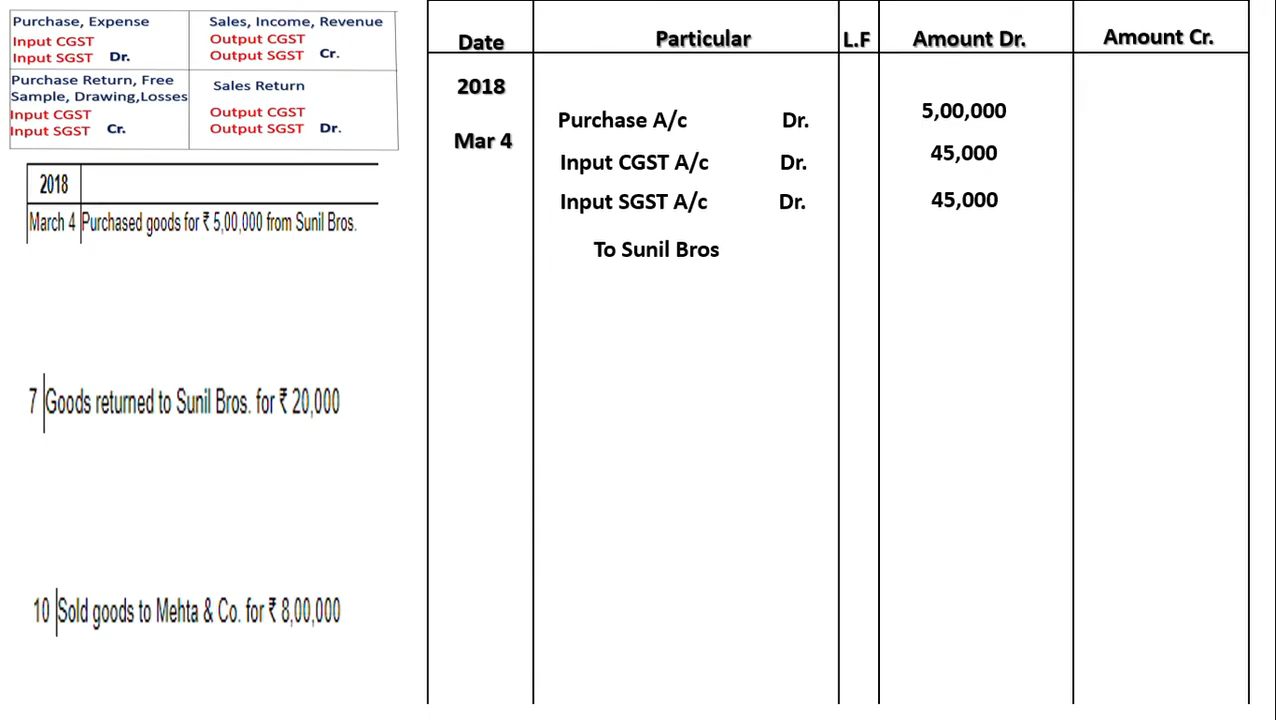 Purchase, Expense
Input CGST
Input SGST Dr.
Sales, Income, Revenue
Output CGST
Output SGST Cr.
Purchase Return, Free
Sample, Drawing,Losses
Input CGST
Input SGST Cr.
Sales Return
Output CGST
Output SGST Dr.
2018
March 4 Purchased goods for ₹ 5,00,000 from Sunil Bros.
7 Goods returned to Sunil Bros. for ₹ 20,000
10 Sold goods to Mehta & Co. for ₹ 8,00,000
Date Particular L.F Amount Dr. Amount Cr.
2018
Mar 4 Purchase A/c Dr. 5,00,000
Input CGST A/c Dr. 45,000
Input SGST A/c Dr. 45,000
To Sunil Bros